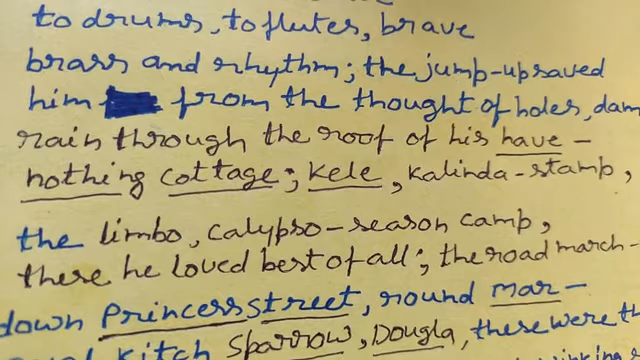 to drums, to flutes, brave
brass and rhythm; the jump-up saved
him from the thought of holes, dam
rain through the roof of his have-
nothing cottage; kele, kalinda-stamp,
the limbo, calypso-season camp,
these he loved best of all; the road march-
down Princess street, round mar-
Kitch Sparrow, Dougla, these were th